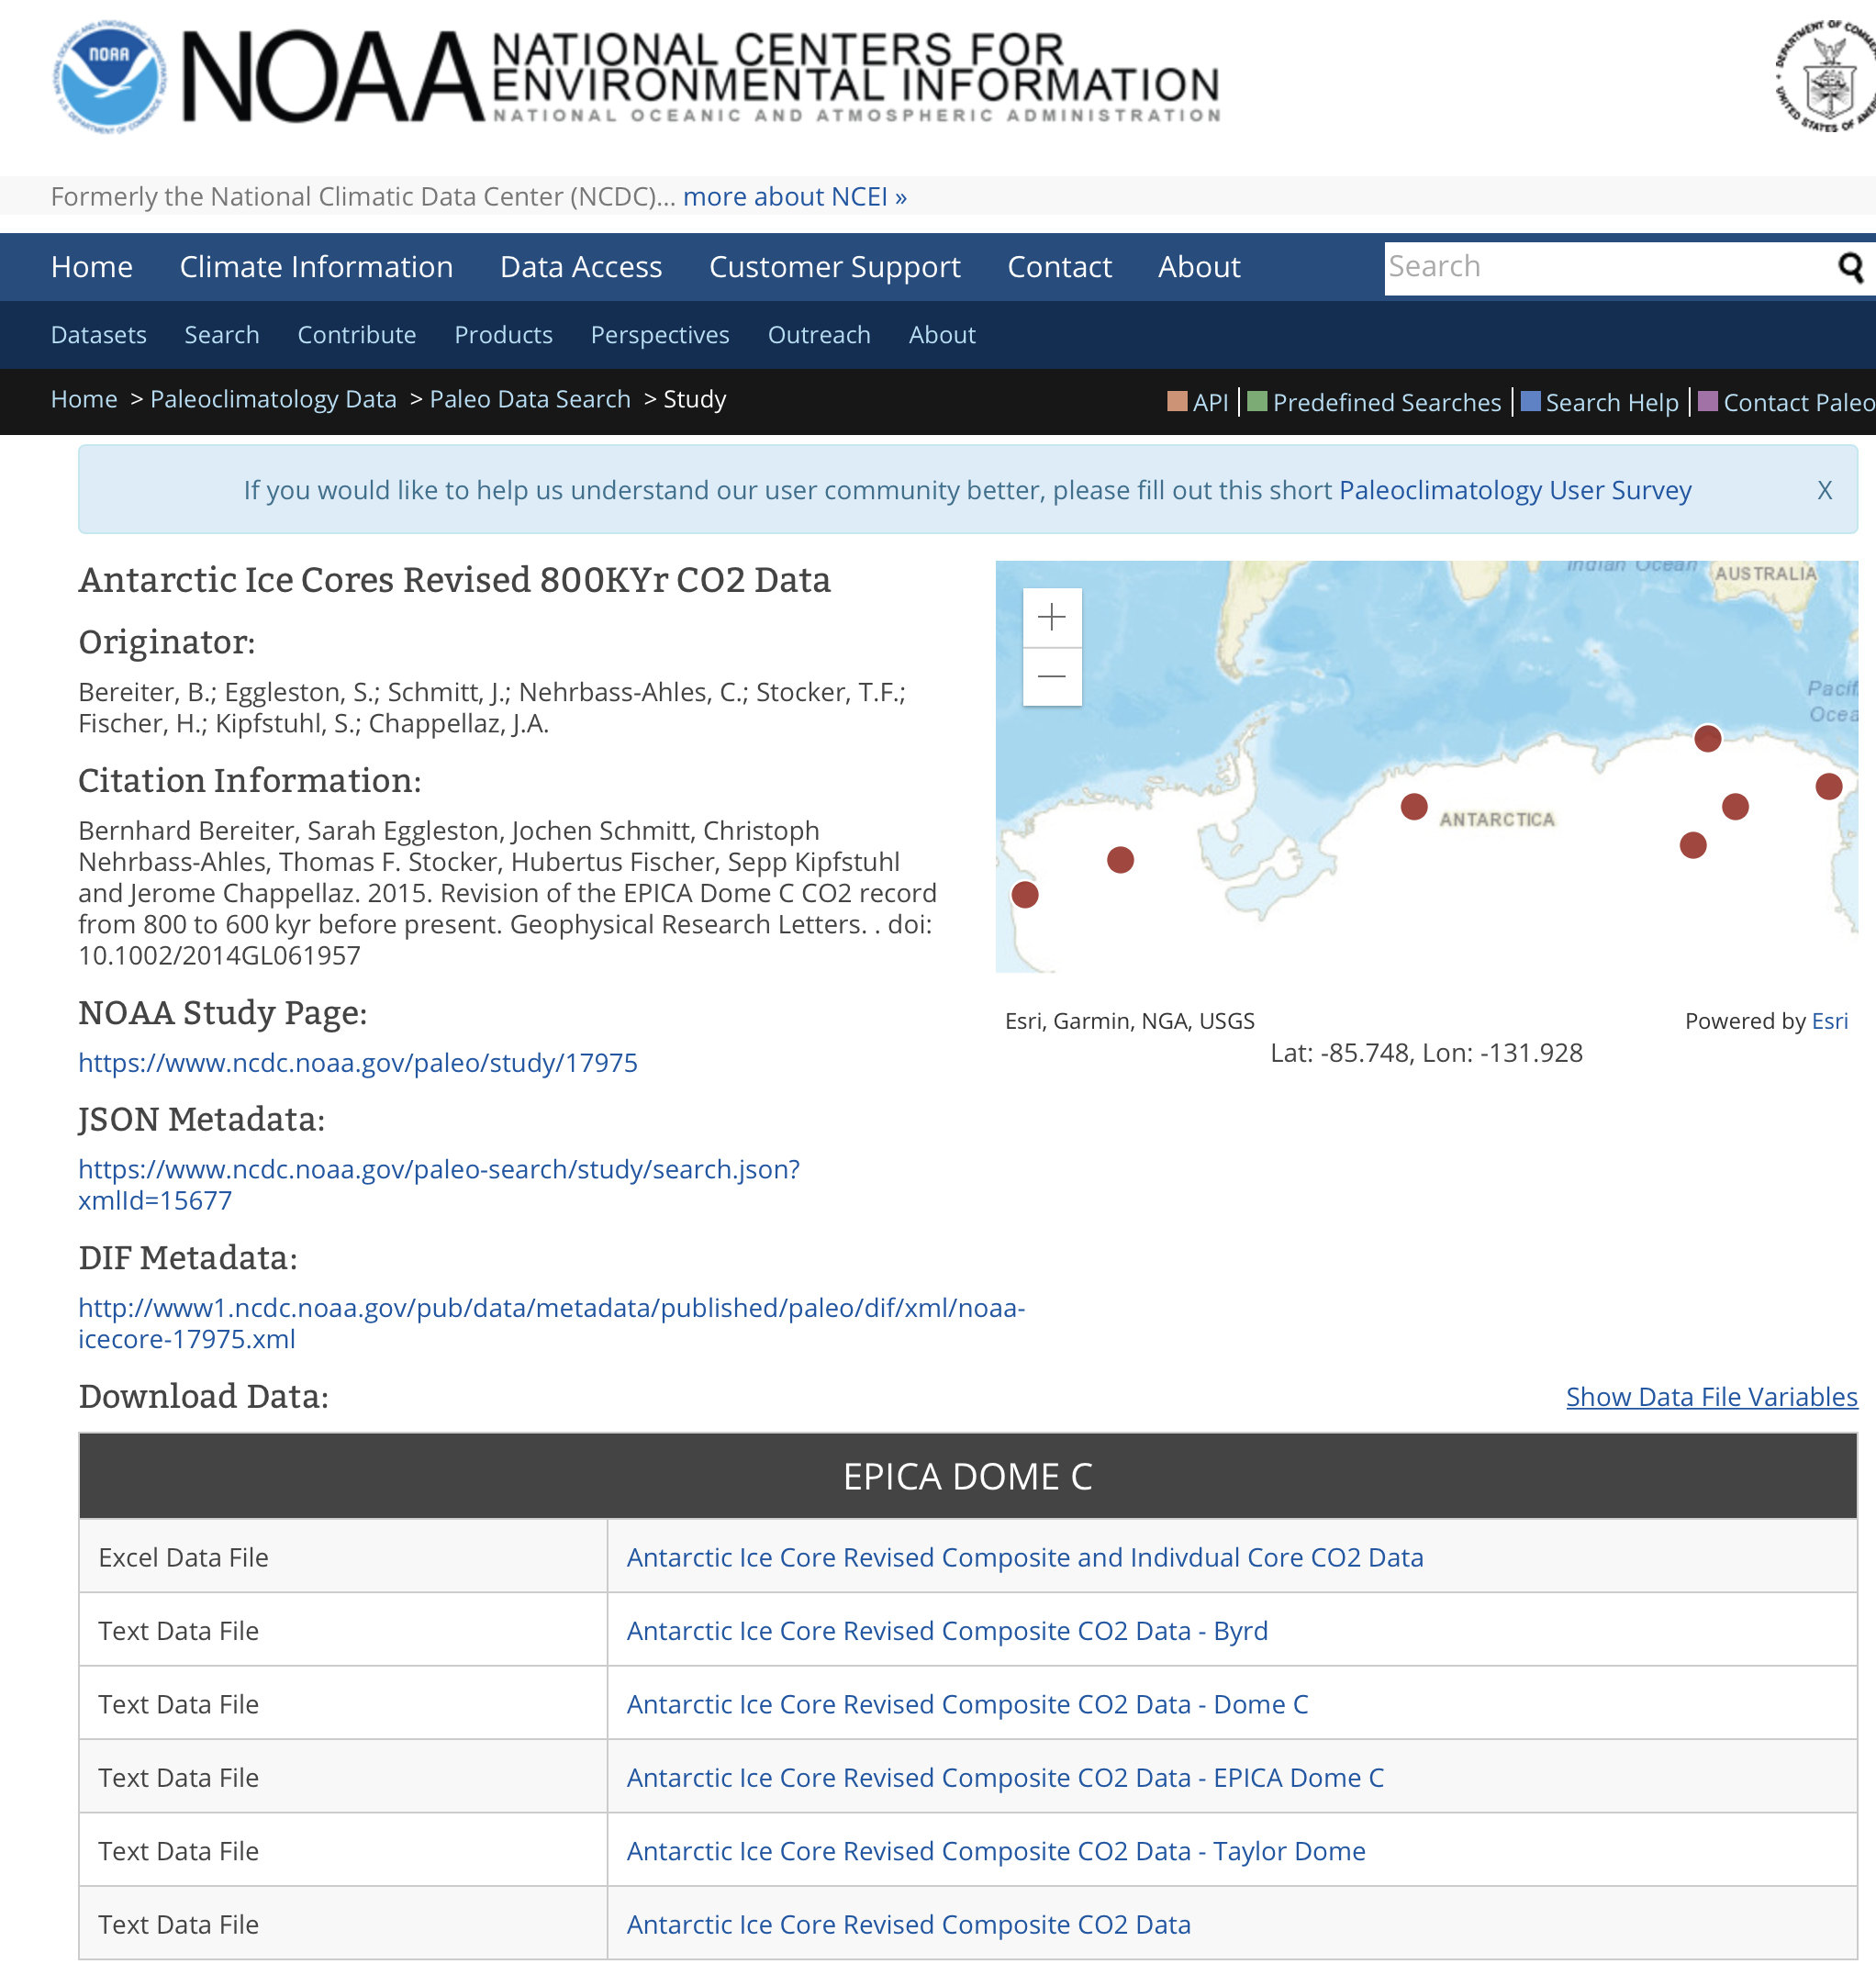 NOAA
NOAA NATIONAL CENTERS FOR
ENVIRONMENTAL INFORMATION
NATIONAL OCEANIC AND ATMOSPHERIC ADMINISTRATION
Formerly the National Climatic Data Center (NCDC)... more about NCEI »
Home Climate Information Data Access Customer Support Contact About Search
Datasets Search Contribute Products Perspectives Outreach About
Home > Paleoclimatology Data > Paleo Data Search > Study API Predefined Searches Search Help Contact Paleo
If you would like to help us understand our user community better, please fill out this short Paleoclimatology User Survey X
Antarctic Ice Cores Revised 800KYr CO2 Data
Originator:
Bereiter, B.; Eggleston, S.; Schmitt, J.; Nehrbass-Ahles, C.; Stocker, T.F.;
Fischer, H.; Kipfstuhl, S.; Chappellaz, J.A.
Citation Information:
Bernhard Bereiter, Sarah Eggleston, Jochen Schmitt, Christoph
Nehrbass-Ahles, Thomas F. Stocker, Hubertus Fischer, Sepp Kipfstuhl
and Jerome Chappellaz. 2015. Revision of the EPICA Dome C CO2 record
from 800 to 600 kyr before present. Geophysical Research Letters. . doi:
10.1002/2014GL061957
NOAA Study Page:
https://www.ncdc.noaa.gov/paleo/study/17975
JSON Metadata:
https://www.ncdc.noaa.gov/paleo-search/study/search.json?
xmlId=15677
DIF Metadata:
http://www1.ncdc.noaa.gov/pub/data/metadata/published/paleo/dif/xml/noaa-
icecore-17975.xml
Indian Ocean
AUSTRALIA
Pacif
Ocea
ANTARCTICA
Esri, Garmin, NGA, USGS Powered by Esri
Lat: -85.748, Lon: -131.928
Download Data: Show Data File Variables
EPICA DOME C
Excel Data File Antarctic Ice Core Revised Composite and Indivdual Core CO2 Data
Text Data File Antarctic Ice Core Revised Composite CO2 Data - Byrd
Text Data File Antarctic Ice Core Revised Composite CO2 Data - Dome C
Text Data File Antarctic Ice Core Revised Composite CO2 Data - EPICA Dome C
Text Data File Antarctic Ice Core Revised Composite CO2 Data - Taylor Dome
Text Data File Antarctic Ice Core Revised Composite CO2 Data